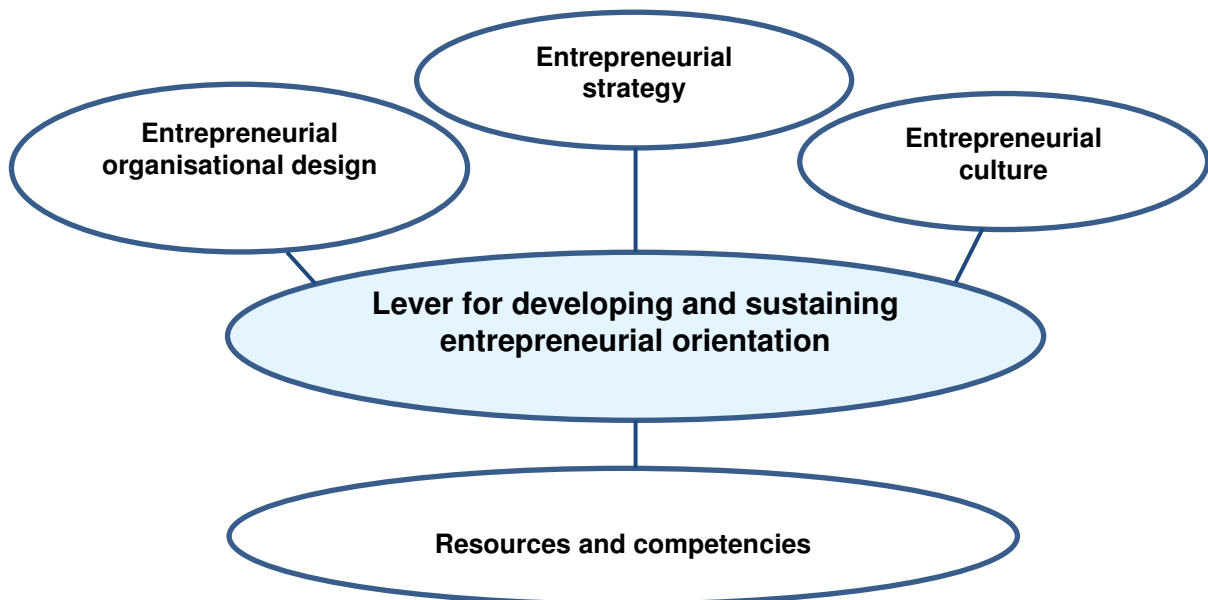 Entrepreneurial
strategy
Entrepreneurial
organisational design
Entrepreneurial
culture
Lever for developing and sustaining
entrepreneurial orientation
Resources and competencies